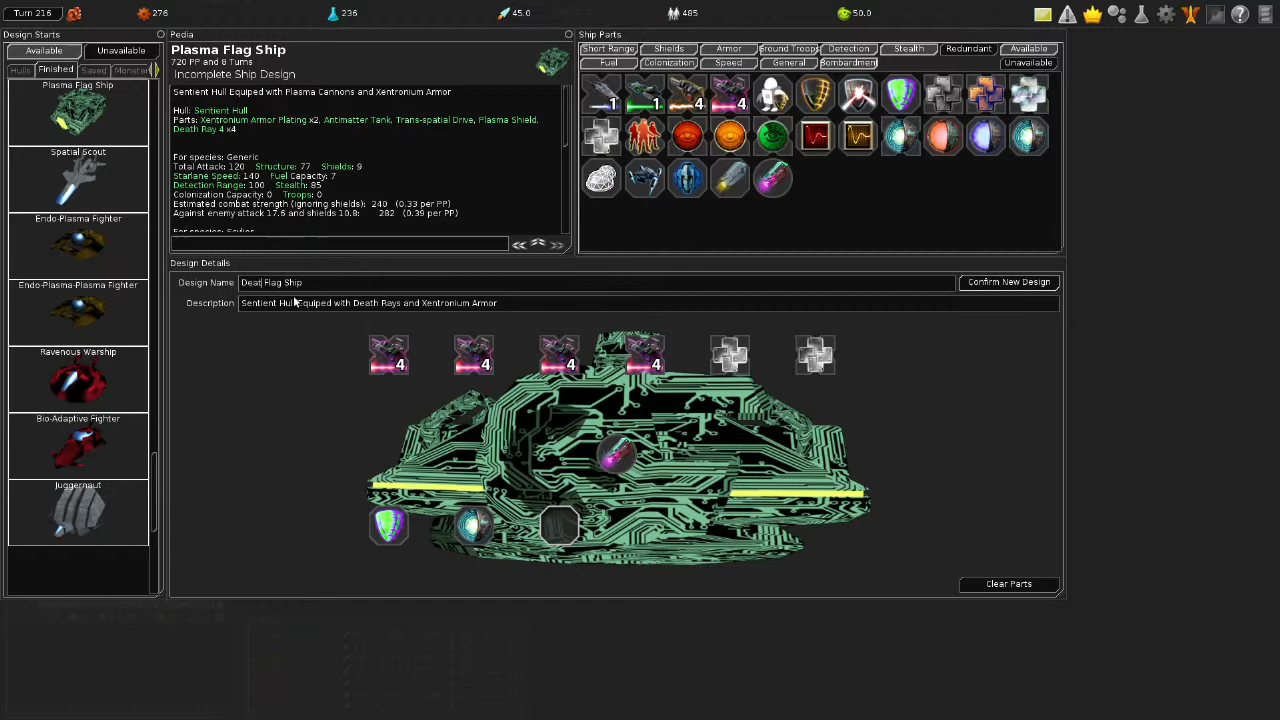 Turn 216 276 236 45.0 485 50.0
Design Starts
Available Unavailable
Hulls Finished Saved Monster
Plasma Flag Ship
Spatial Scout
Endo-Plasma Fighter
Endo-Plasma-Plasma Fighter
Ravenous Warship
Bio-Adaptive Fighter
Juggernaut
Pedia
Plasma Flag Ship
720 PP and 8 Turns
Incomplete Ship Design
Sentient Hull Equiped with Plasma Cannons and Xentronium Armor
Hull: Sentient Hull
Parts: Xentronium Armor Plating x2, Antimatter Tank, Trans-spatial Drive, Plasma Shield,
Death Ray 4 x4
For species: Generic
Total Attack: 120 Structure: 77 Shields: 9
Starlane Speed: 140 Fuel Capacity: 7
Detection Range: 100 Stealth: 85
Colonization Capacity: 0 Troops: 0
Estimated combat strength (ignoring shields): 240 (0.33 per PP)
Against enemy attack 17.6 and shields 10.8: 282 (0.39 per PP)
Ship Parts
Short Range Shields Armor Ground Troops Detection Stealth Redundant Available
Fuel Colonization Speed General Bombardment Unavailable
1 1 4 4
Design Details
Design Name Deat Flag Ship Confirm New Design
Description Sentient Hull Equiped with Death Rays and Xentronium Armor
4 4 4 4
Clear Parts